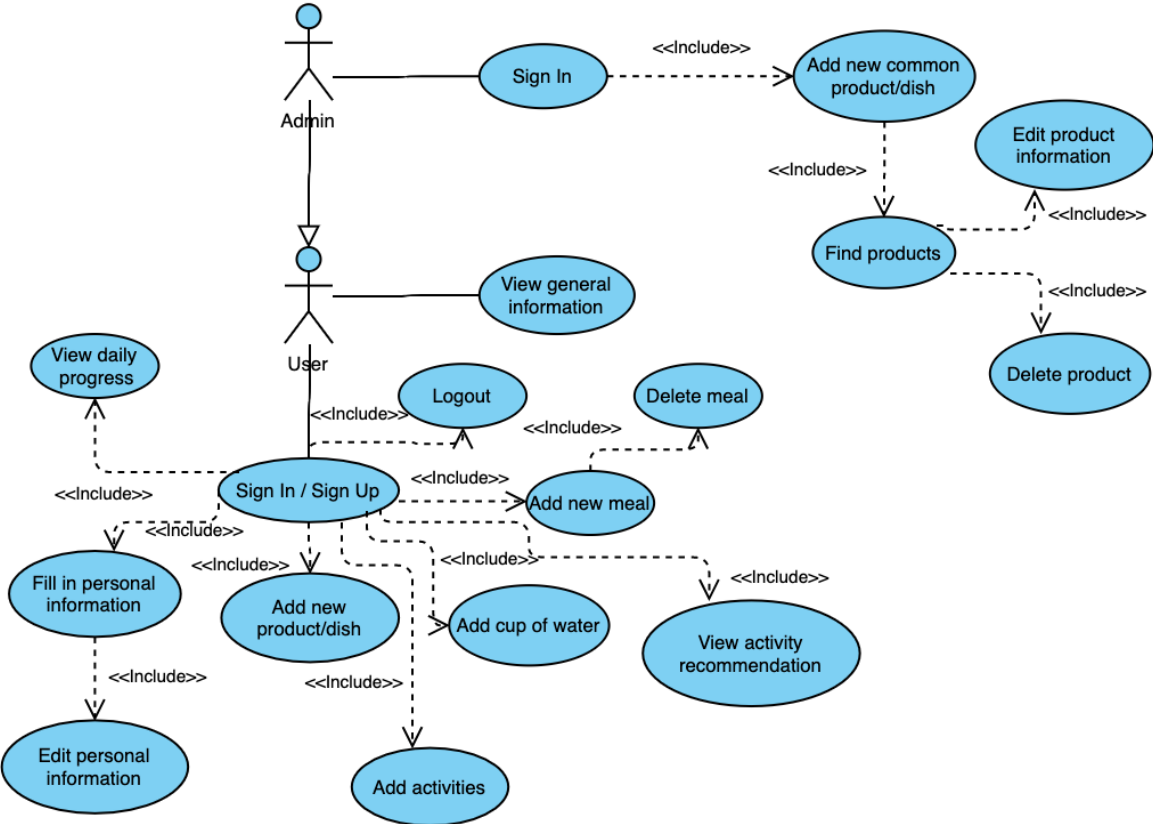 <<Include>>
Sign In
Add new common
product/dish
Admin
Edit product
information
<<Include>>
<<Include>>
Find products
View general
information
<<Include>>
View daily
progress
User
Delete product
Logout
Delete meal
<<Include>>
<<Include>>
<<Include>>
Sign In / Sign Up
<<Include>>
Add new meal
<<Include>>
<<Include>>
<<Include>>
<<Include>>
Fill in personal
information
Add new
product/dish
Add cup of water
View activity
recommendation
<<Include>>
<<Include>>
<<Include>>
Edit personal
information
Add activities